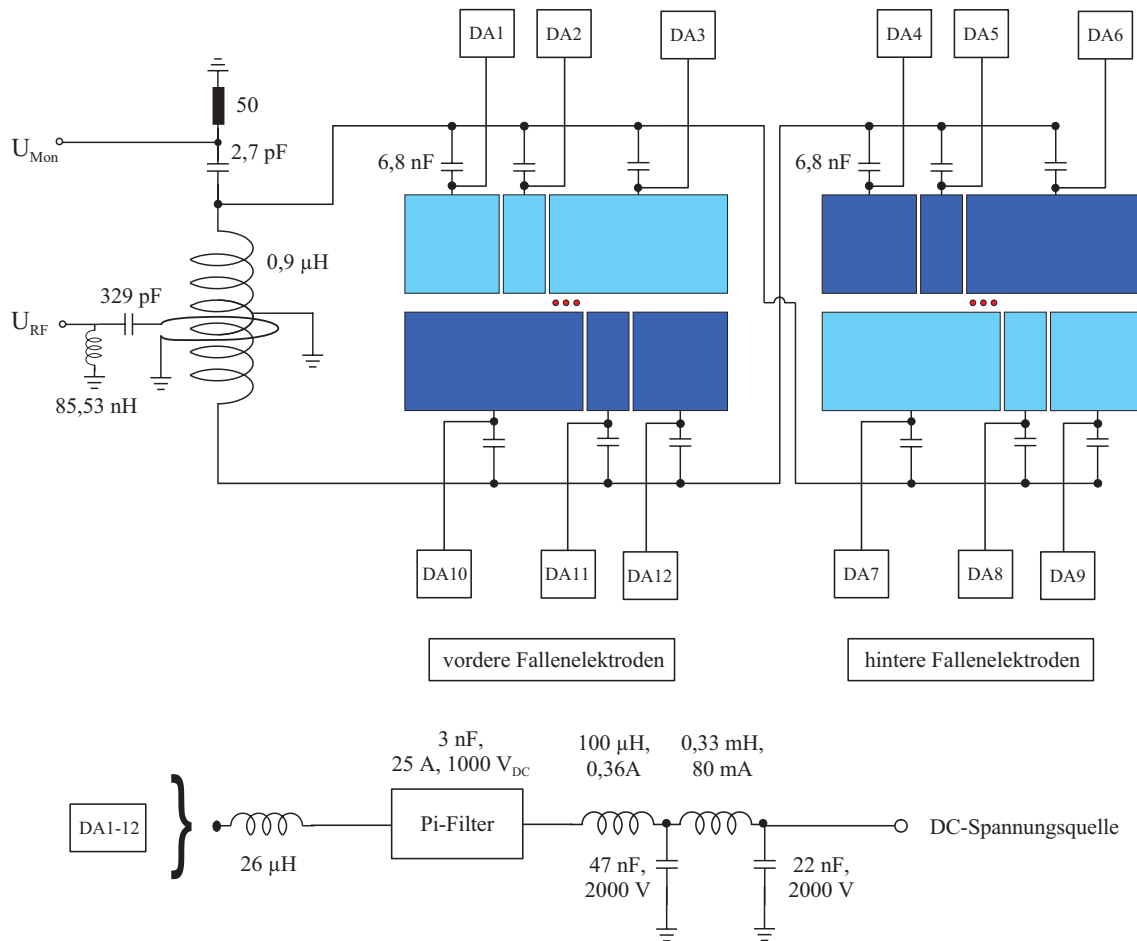 DA1
DA2
DA3
DA4
DA5
DA6
50
U_Mon
2,7 pF
6,8 nF
6,8 nF
0,9 µH
329 pF
U_RF
85,53 nH
DA10
DA11
DA12
DA7
DA8
DA9
vordere Fallenelektroden
hintere Fallenelektroden
3 nF,
25 A, 1000 V_DC
100 µH,
0,36A
0,33 mH,
80 mA
DA1-12
Pi-Filter
DC-Spannungsquelle
26 µH
47 nF,
2000 V
22 nF,
2000 V